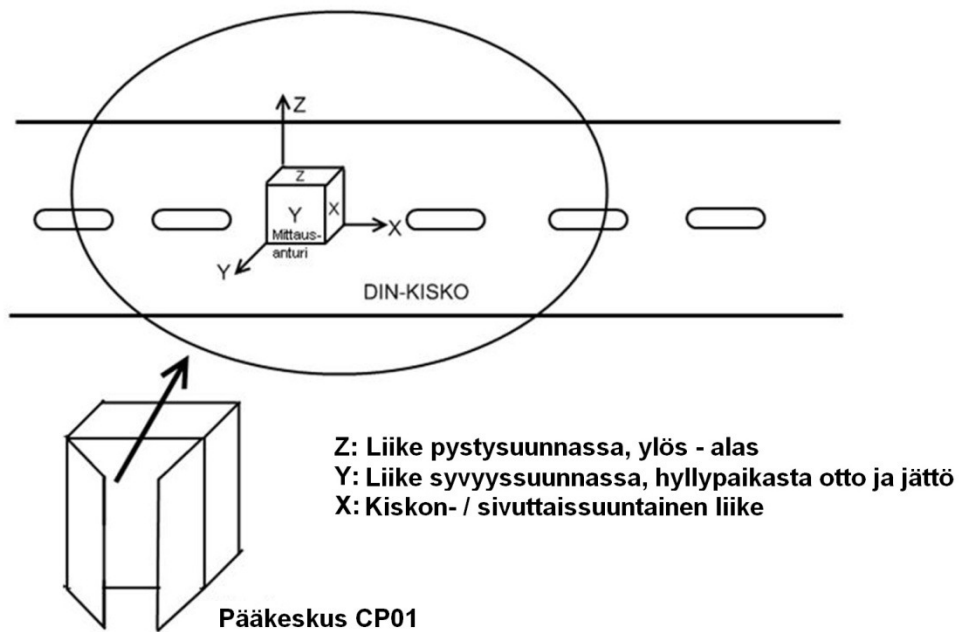 Z
Z
Y
X
Mittaus-
anturi
X
Y
DIN-KISKO
Z: Liike pystysuunnassa, ylös - alas
Y: Liike syvyyssuunnassa, hyllypaikasta otto ja jättö
X: Kiskon- / sivuttaissuuntainen liike
Pääkeskus CP01